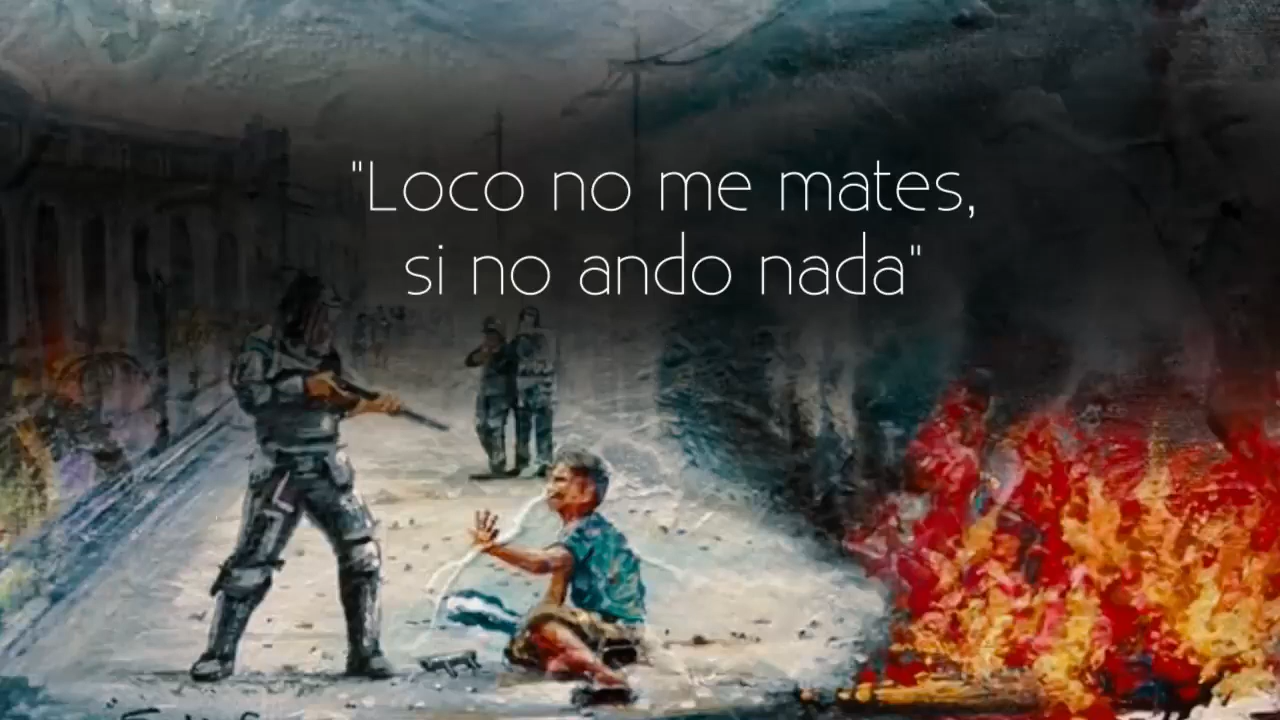 "Loco no me mates,
si no ando nada"